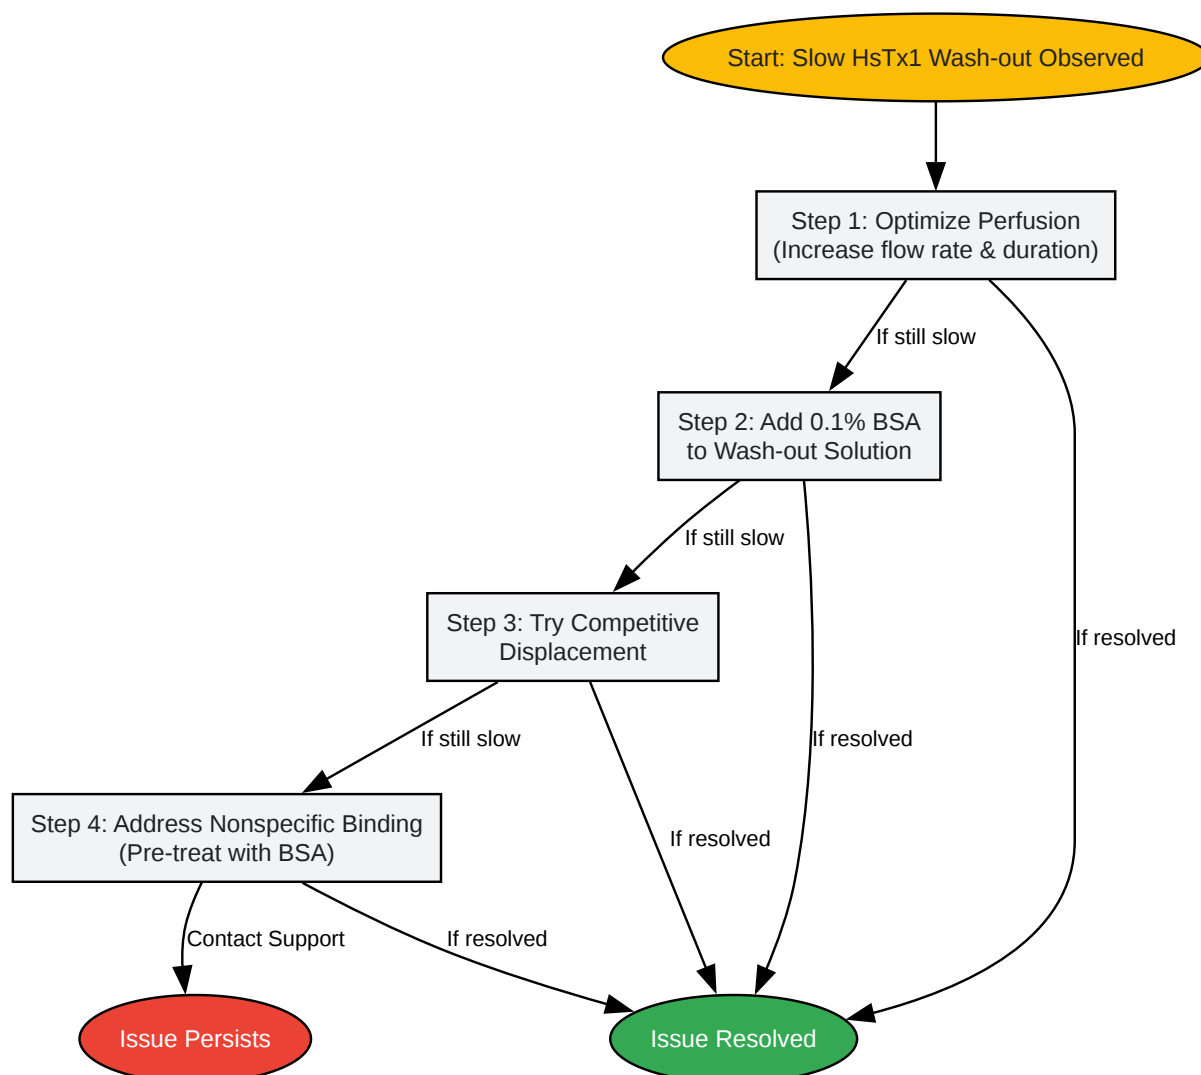 Start: Slow HsTx1 Wash-out Observed
Step 1: Optimize Perfusion
(Increase flow rate & duration)
If still slow
Step 2: Add 0.1% BSA
to Wash-out Solution
If still slow
Step 3: Try Competitive
Displacement
If resolved
If still slow
If resolved
Step 4: Address Nonspecific Binding
(Pre-treat with BSA)
If resolved
Contact Support
If resolved
Issue Persists
Issue Resolved